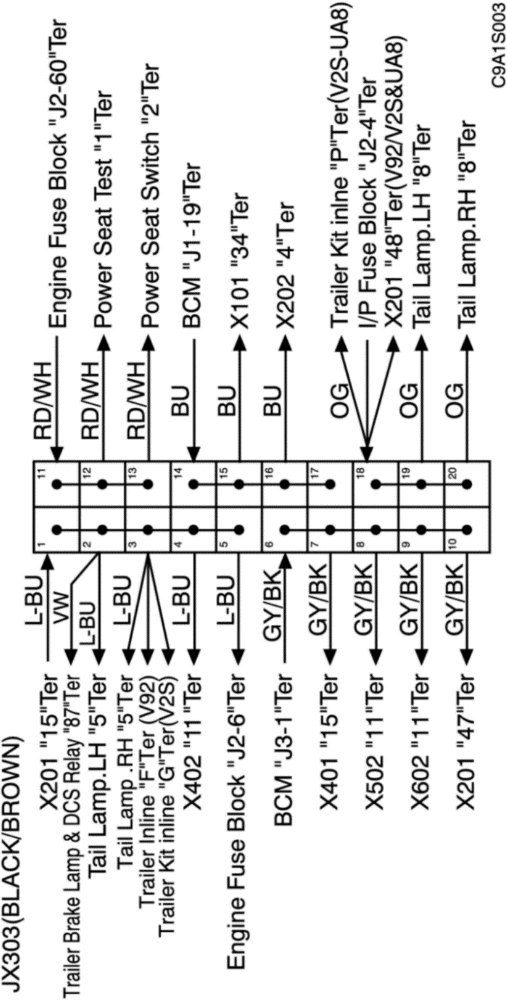 JX303(BLACK/BROWN)
X201 "15"Ter
L-BU
1
11
RD/WH
Engine Fuse Block "J2-60"Ter
Trailer Brake Lamp & DCS Relay "87"Ter
VW
Tail Lamp.LH "5"Ter
L-BU
2
12
RD/WH
Power Seat Test "1"Ter
Tail Lamp .RH "5"Ter
L-BU
3
13
RD/WH
Power Seat Switch "2"Ter
Trailer Inline "F"Ter (V92)
Trailer Kit inline "G"Ter(V2S)
X402 "11 "Ter
L-BU
4
14
BU
BCM "J1-19"Ter
Engine Fuse Block "J2-6"Ter
L-BU
5
15
BU
X101 "34"Ter
BCM "J3-1"Ter
GY/BK
6
16
BU
X202 "4"Ter
X401 "15"Ter
GY/BK
7
17
OG
Trailer Kit inlne "P"Ter(V2S-UA8)
X502 "11"Ter
GY/BK
8
18
I/P Fuse Block "J2-4"Ter
X201 "48"Ter(V92/V2S&UA8)
X602 "11"Ter
GY/BK
9
19
OG
Tail Lamp.LH "8"Ter
X201 "47"Ter
GY/BK
10
20
OG
Tail Lamp.RH "8"Ter
C9A1S003